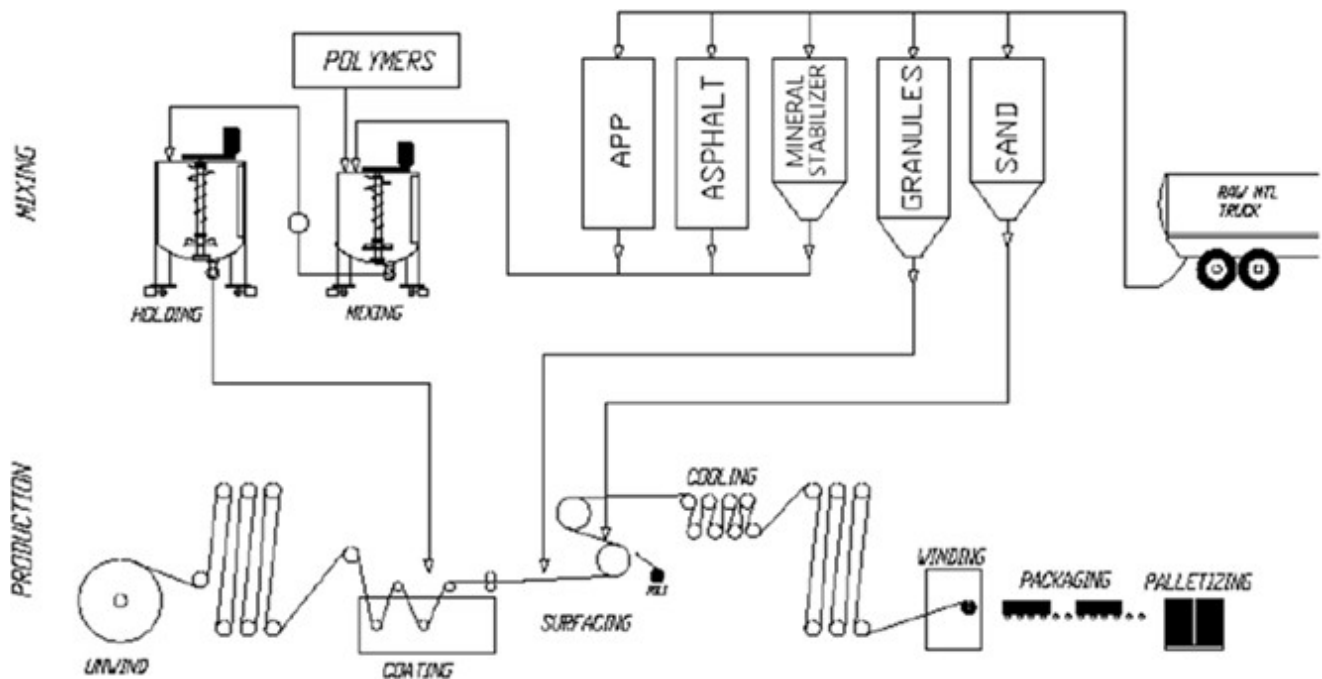 MIXING
POLYMERS
APP
ASPHALT
MINERAL
STABILIZER
GRANULES
SAND
RAW MTL
TRUCK
HOLDING
MIXING
PRODUCTION
UNWIND
COATING
SURFACING
COOLING
WINDING
PACKAGING
PALLETIZING